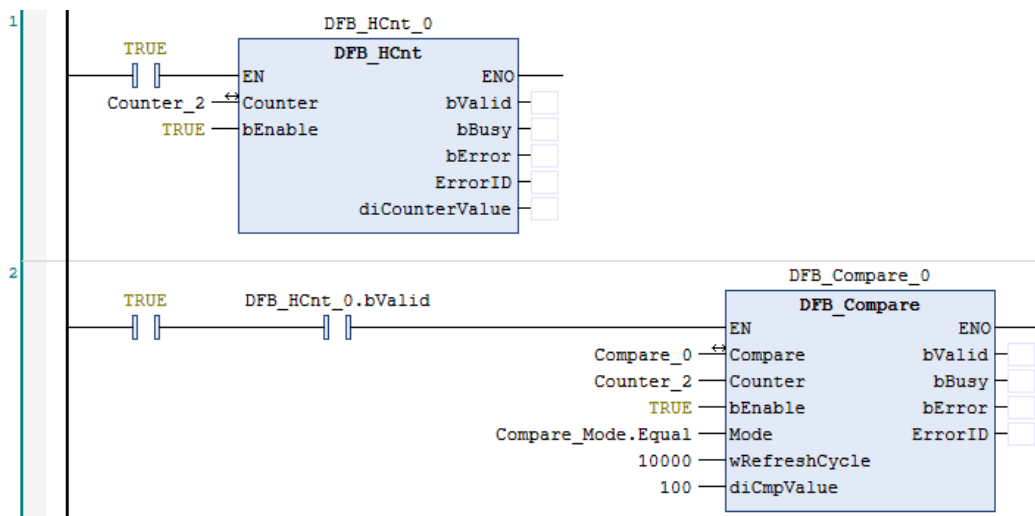 1
DFB_HCnt_0
TRUE
DFB_HCnt
EN ENO
Counter_2 Counter bValid
TRUE bEnable bBusy
bError
ErrorID
diCounterValue
2
DFB_Compare_0
TRUE DFB_HCnt_0.bValid
DFB_Compare
EN ENO
Compare_0 Compare bValid
Counter_2 Counter bBusy
TRUE bEnable bError
Compare_Mode.Equal Mode ErrorID
10000 wRefreshCycle
100 diCmpValue